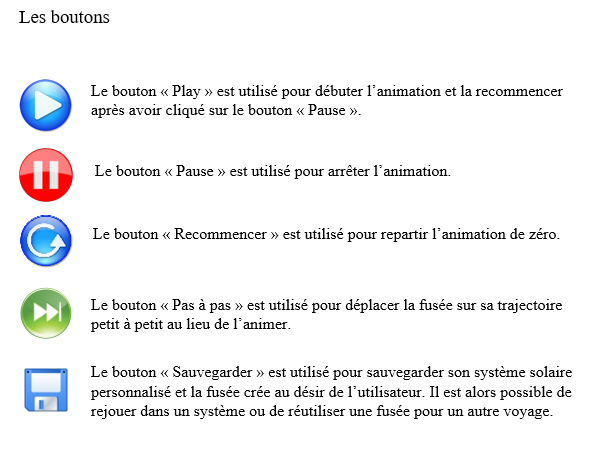 Les boutons
Le bouton « Play » est utilisé pour débuter l’animation et la recommencer
après avoir cliqué sur le bouton « Pause ».
Le bouton « Pause » est utilisé pour arrêter l’animation.
Le bouton « Recommencer » est utilisé pour repartir l’animation de zéro.
Le bouton « Pas à pas » est utilisé pour déplacer la fusée sur sa trajectoire
petit à petit au lieu de l’animer.
Le bouton « Sauvegarder » est utilisé pour sauvegarder son système solaire
personnalisé et la fusée crée au désir de l’utilisateur. Il est alors possible de
rejouer dans un système ou de réutiliser une fusée pour un autre voyage.